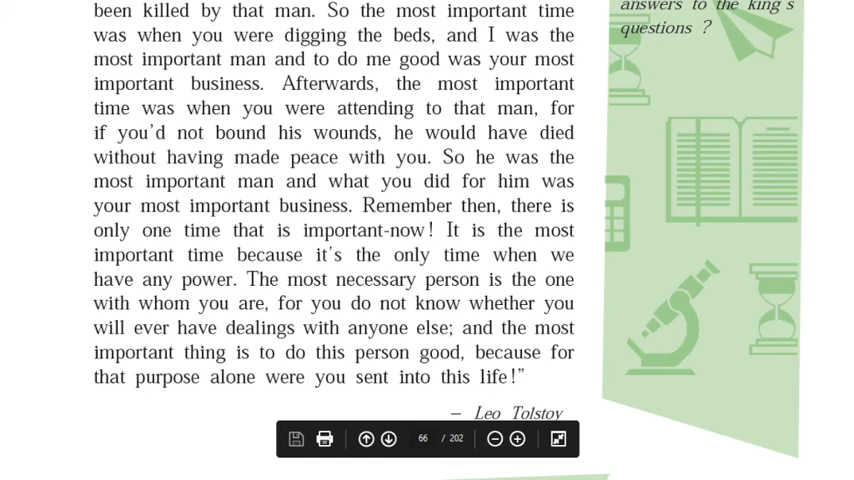 been killed by that man. So the most important time
was when you were digging the beds, and I was the
most important man and to do me good was your most
important business. Afterwards, the most important
time was when you were attending to that man, for
if you'd not bound his wounds, he would have died
without having made peace with you. So he was the
most important man and what you did for him was
your most important business. Remember then, there is
only one time that is important-now! It is the most
important time because it's the only time when we
have any power. The most necessary person is the one
with whom you are, for you do not know whether you
will ever have dealings with anyone else; and the most
important thing is to do this person good, because for
that purpose alone were you sent into this life!”
– Leo Tolstoy
answers to the king's
questions ?
66 / 202